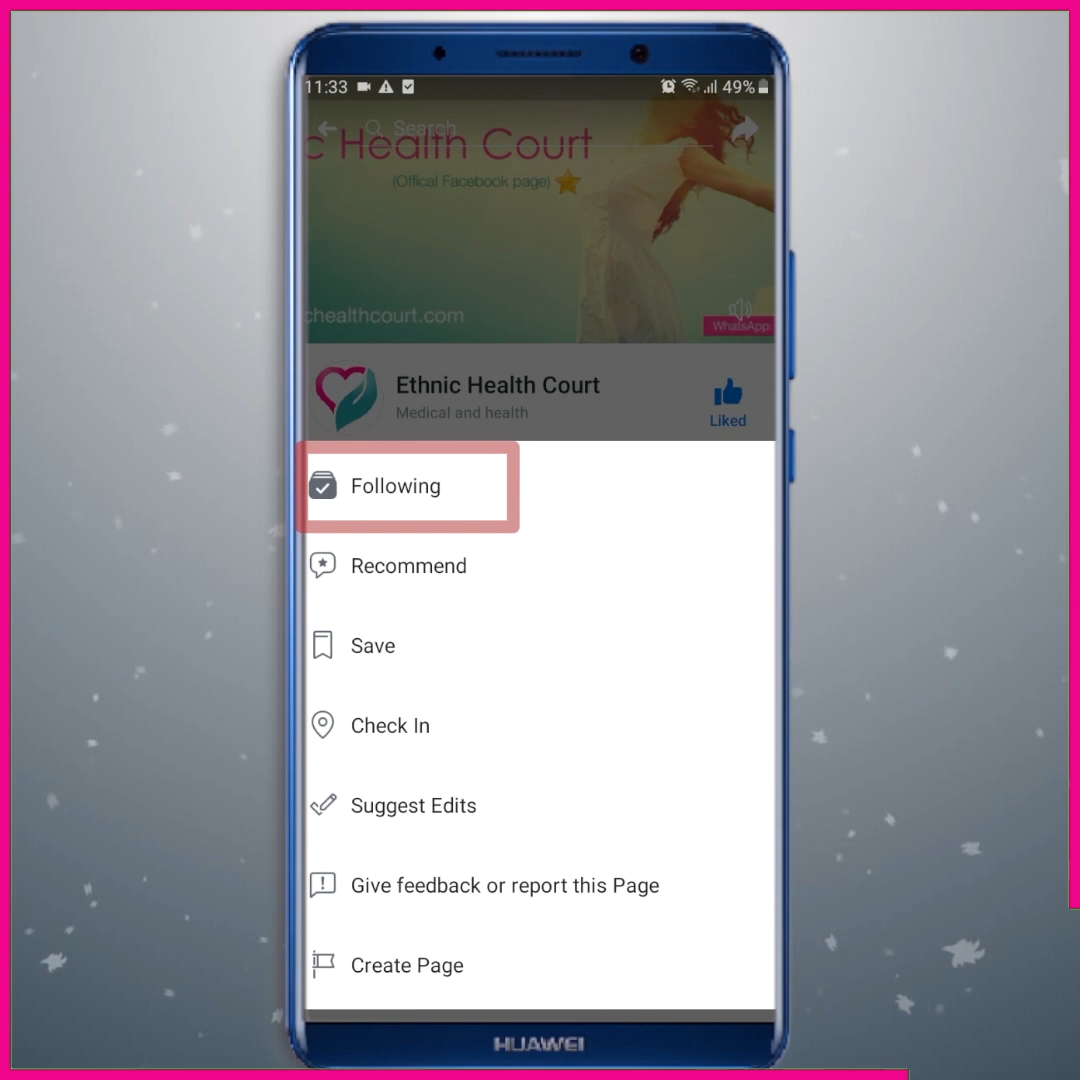 11:33
49%
Search
c Health Court
(Offical Facebook page)
chealthcourt.com
WhatsApp:
Ethnic Health Court
Medical and health
Liked
Following
Recommend
Save
Check In
Suggest Edits
Give feedback or report this Page
Create Page
HUAWEI